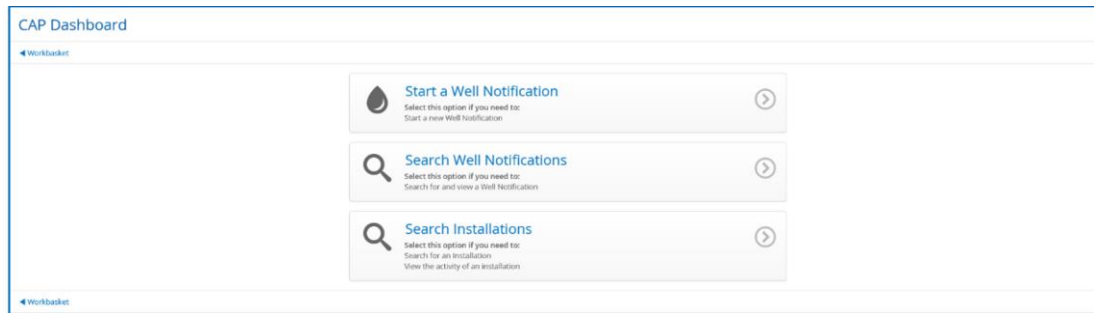 CAP Dashboard
Workbasket
Start a Well Notification
Select this option if you need to:
Start a new Well Notification
Search Well Notifications
Select this option if you need to:
Search for and view a Well Notification
Search Installations
Select this option if you need to:
Search for an Installation
View the activity of an installation
Workbasket